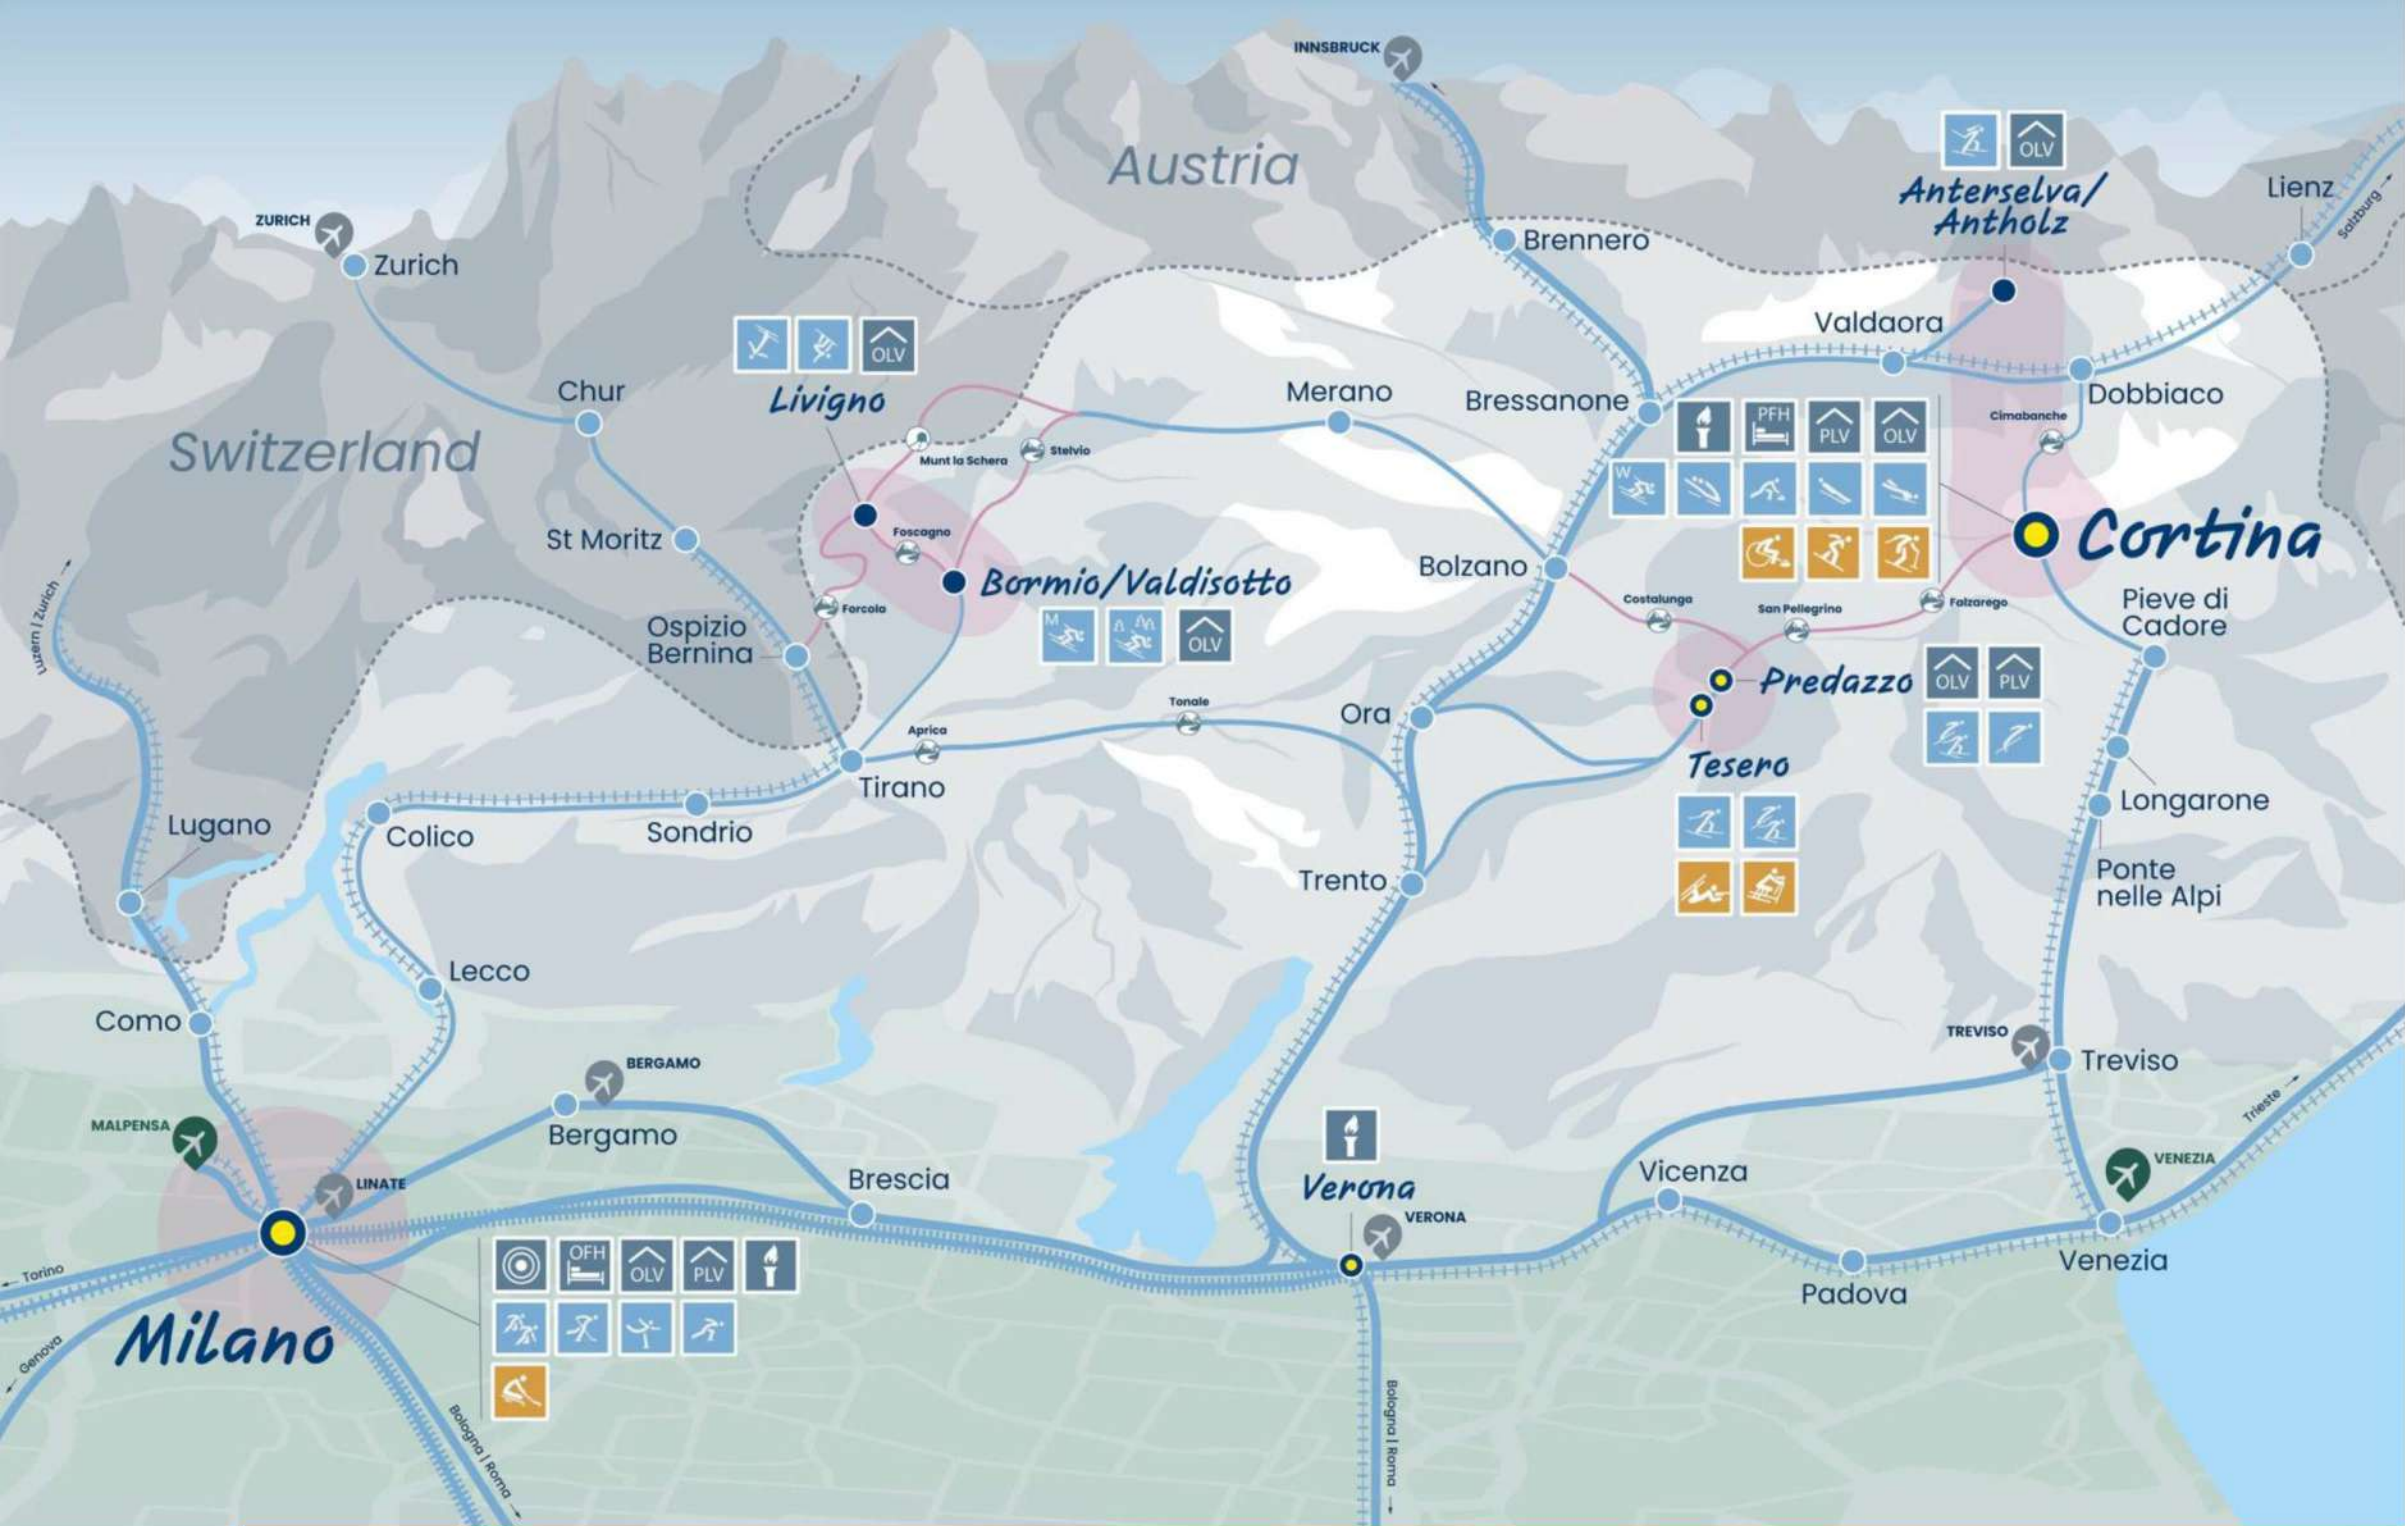 INNSBRUCK
Austria
OLV
Anterselva/
Antholz
Lienz
Salzburg
ZURICH
Zurich
Brennero
Valdaora
OLV
Livigno
Chur
Merano
Bressanone
Dobbiaco
Cimabanche
PFH
PLV
OLV
W
Switzerland
Munt la Schera
Stelvio
St Moritz
Foscagno
Bormio/Valdisotto
M
OLV
Forcola
Bolzano
Cortina
Costalunga
San Pellegrino
Falzarego
Pieve di
Cadore
Luzern | Zurich
Ospizio
Bernina
Predazzo
OLV
PLV
Tonale
Aprica
Ora
Tesero
Tirano
Longarone
Lugano
Colico
Sondrio
Trento
Ponte
nelle Alpi
Lecco
Como
BERGAMO
Bergamo
TREVISO
Treviso
Trieste
MALPENSA
LINATE
Brescia
Verona
VERONA
Vicenza
VENEZIA
Venezia
Padova
Torino
Genova
Milano
OFH
OLV
PLV
Bologna | Roma
Bologna | Roma